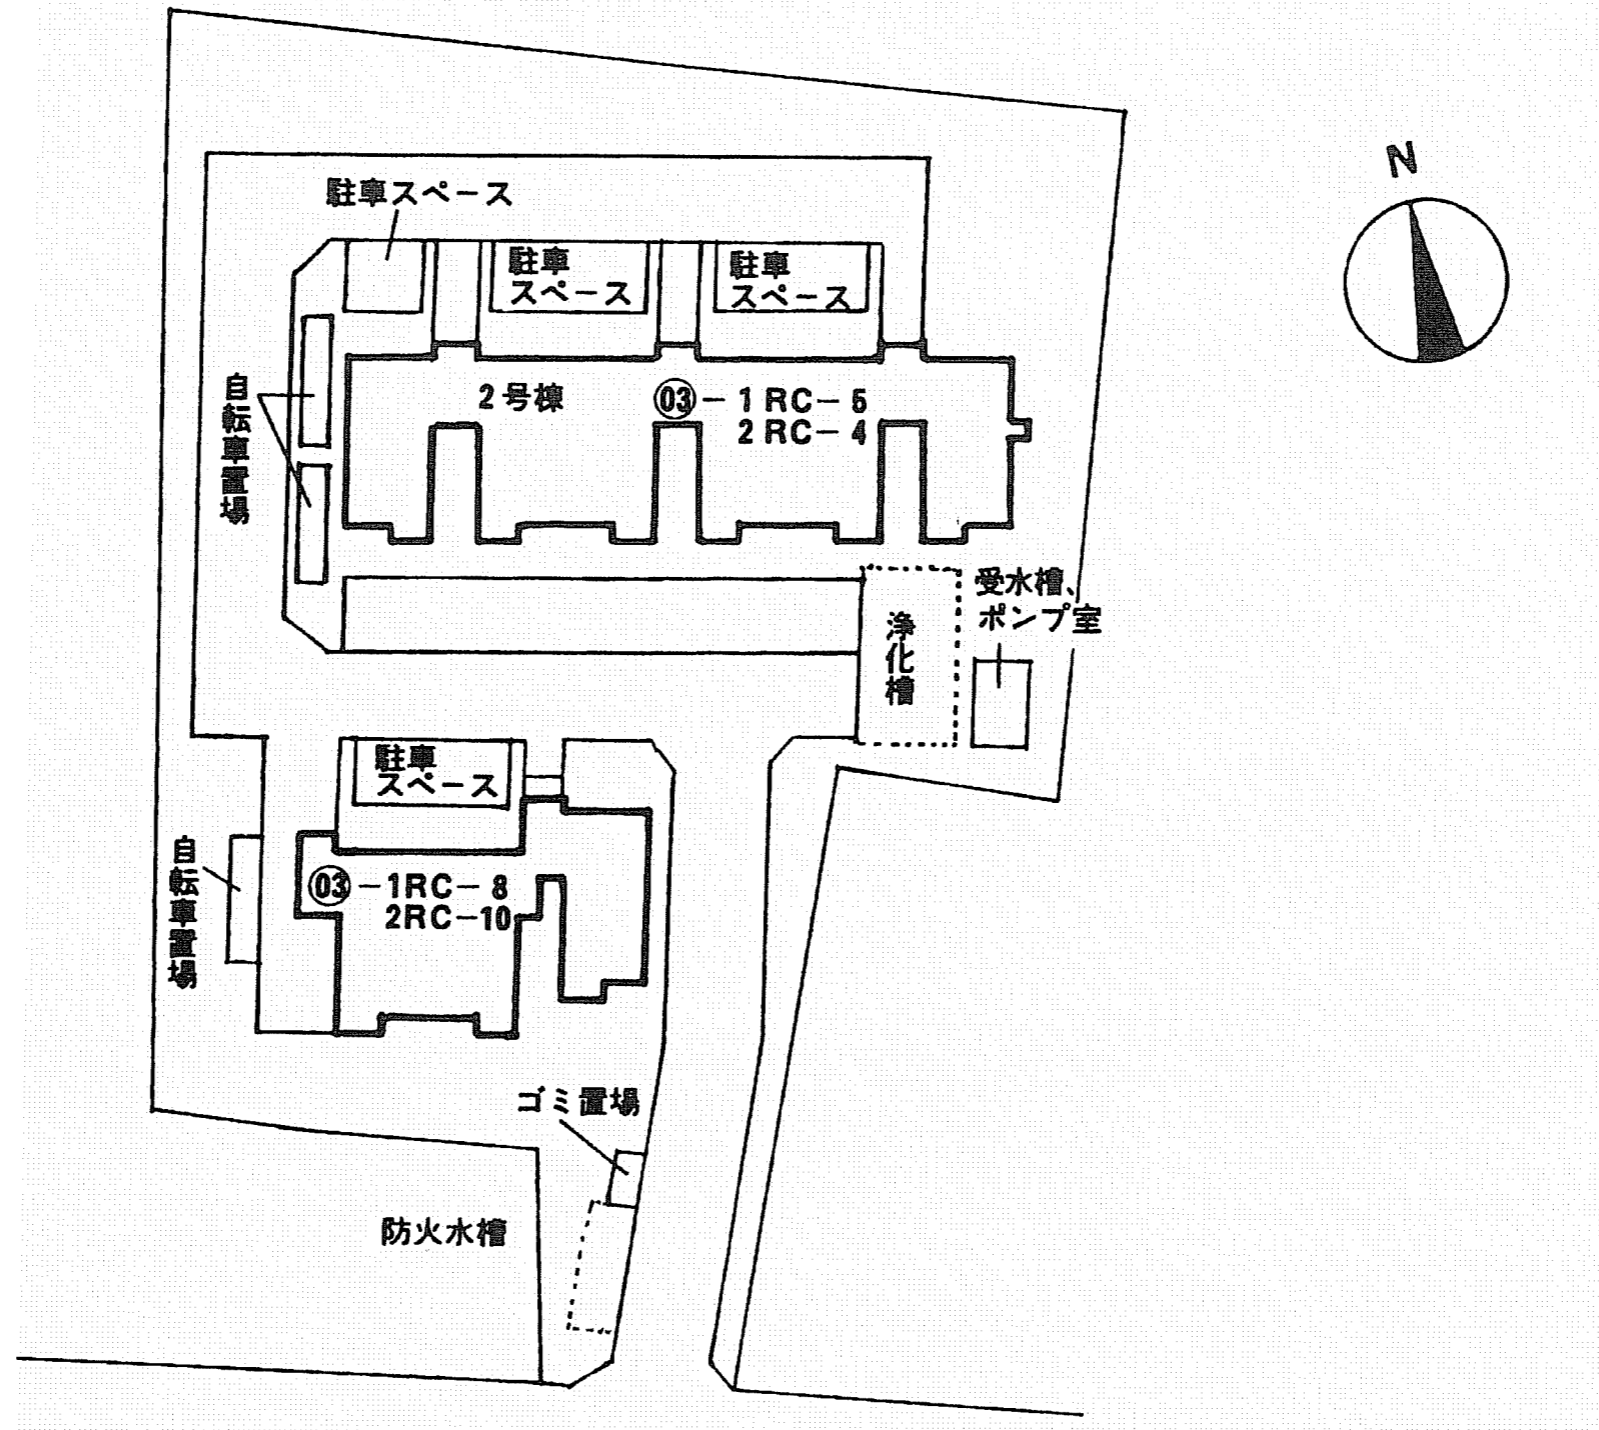 N
駐車スペース
駐車
スペース
駐車
スペース
2号棟
03-1RC-5
2RC-4
自転車置場
受水槽、
ポンプ室
浄化槽
駐車
スペース
自転車置場
03-1RC-8
2RC-10
ゴミ置場
防火水槽